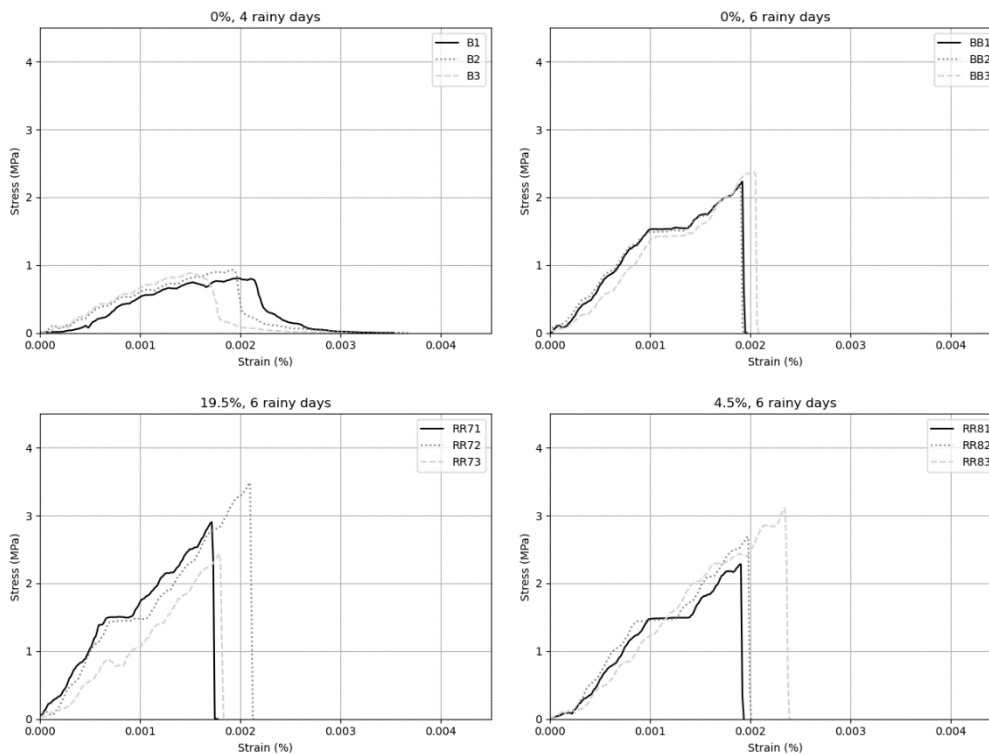 0%, 4 rainy days
4
3
2
1
0
Stress (MPa)
B1
B2
B3
0.000 0.001 0.002 0.003 0.004
Strain (%)
0%, 6 rainy days
4
3
2
1
0
Stress (MPa)
BB1
BB2
BB3
0.000 0.001 0.002 0.003 0.004
Strain (%)
19.5%, 6 rainy days
4
3
2
1
0
Stress (MPa)
RR71
RR72
RR73
0.000 0.001 0.002 0.003 0.004
Strain (%)
4.5%, 6 rainy days
4
3
2
1
0
Stress (MPa)
RR81
RR82
RR83
0.000 0.001 0.002 0.003 0.004
Strain (%)